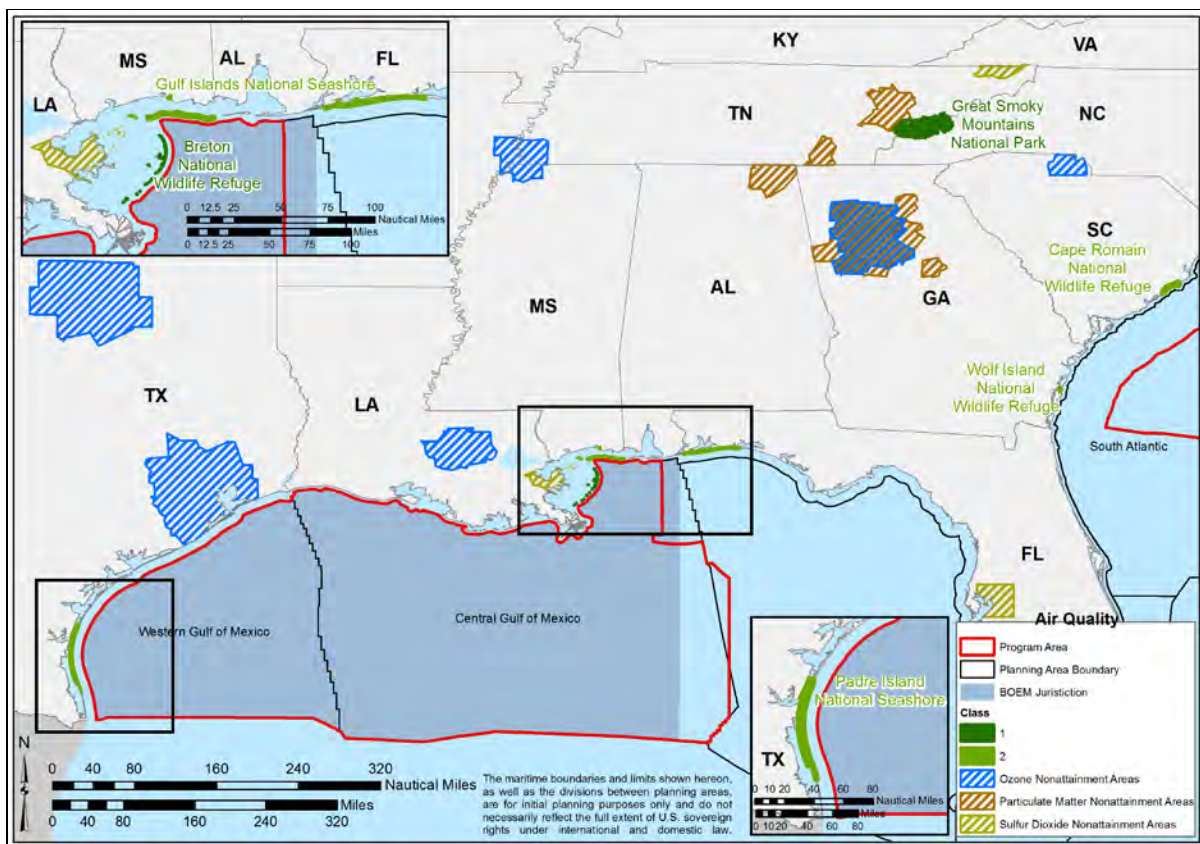 MS
AL
FL
Gulf Islands National Seashore
LA
Breton
National
Wildlife Refuge
0 12.5 25 50 75 100
Nautical Miles
0 12.5 25 50 75 100
Miles
KY
VA
TN
NC
Great Smoky
Mountains
National Park
SC
Cape Romain
National
Wildlife Refuge
MS
AL
GA
Wolf Island
National
Wildlife Refuge
TX
LA
South Atlantic
FL
Western Gulf of Mexico
Central Gulf of Mexico
Padre Island
National Seashore
TX
0 10 20 40 60 80
Nautical Miles
0 10 20 40 60 80
Miles
N
0 40 80 160 240 320
Nautical Miles
0 40 80 160 240 320
Miles
The maritime boundaries and limits shown hereon,
as well as the divisions between planning areas,
are for initial planning purposes only and do not
necessarily reflect the full extent of U.S. sovereign
rights under international and domestic law.
Air Quality
Program Area
Planning Area Boundary
BOEM Juristiction
Class
1
2
Ozone Nonattainment Areas
Particulate Matter Nonattainment Areas
Sulfur Dioxide Nonattainment Areas